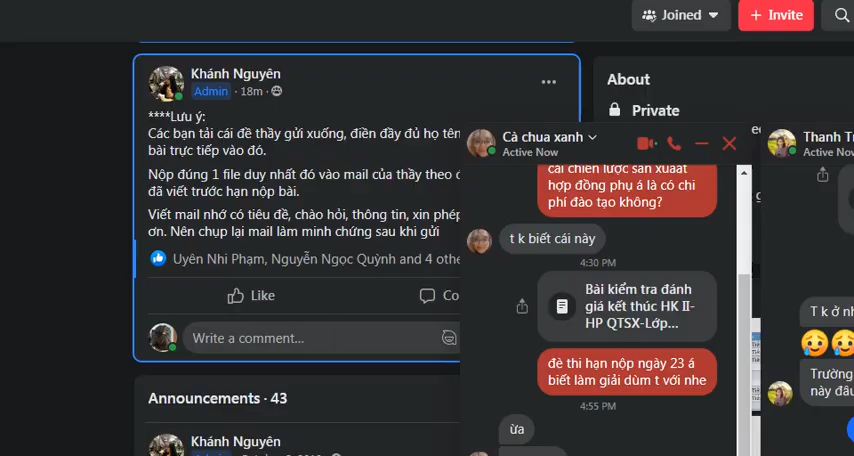 Joined
+ Invite
Khánh Nguyên
Admin · 18m ·
****Lưu ý:
Các bạn tải cái đề thầy gửi xuống, điền đầy đủ họ tên
bài trực tiếp vào đó.
Nộp đúng 1 file duy nhất đó vào mail của thầy theo
đã viết trước hạn nộp bài.
Viết mail nhớ có tiêu đề, chào hỏi, thông tin, xin phép
ơn. Nên chụp lại mail làm minh chứng sau khi gửi
Uyên Nhi Phạm, Nguyễn Ngọc Quỳnh and 4 othe
Like
Co
Write a comment...
Announcements · 43
Khánh Nguyên
About
Private
Cà chua xanh
Active Now
cái chiến lược sản xuaát
hợp đồng phụ á là có chi
phí đào tạo không?
t k biết cái này
4:30 PM
Bài kiểm tra đánh
giá kết thúc HK II-
HP QTSX-Lớp...
đè thi hạn nộp ngày 23 á
biết làm giải dùm t với nhe
4:55 PM
ừa
Thanh Tr
Active Now
T k ở nh
Trường
này đâu